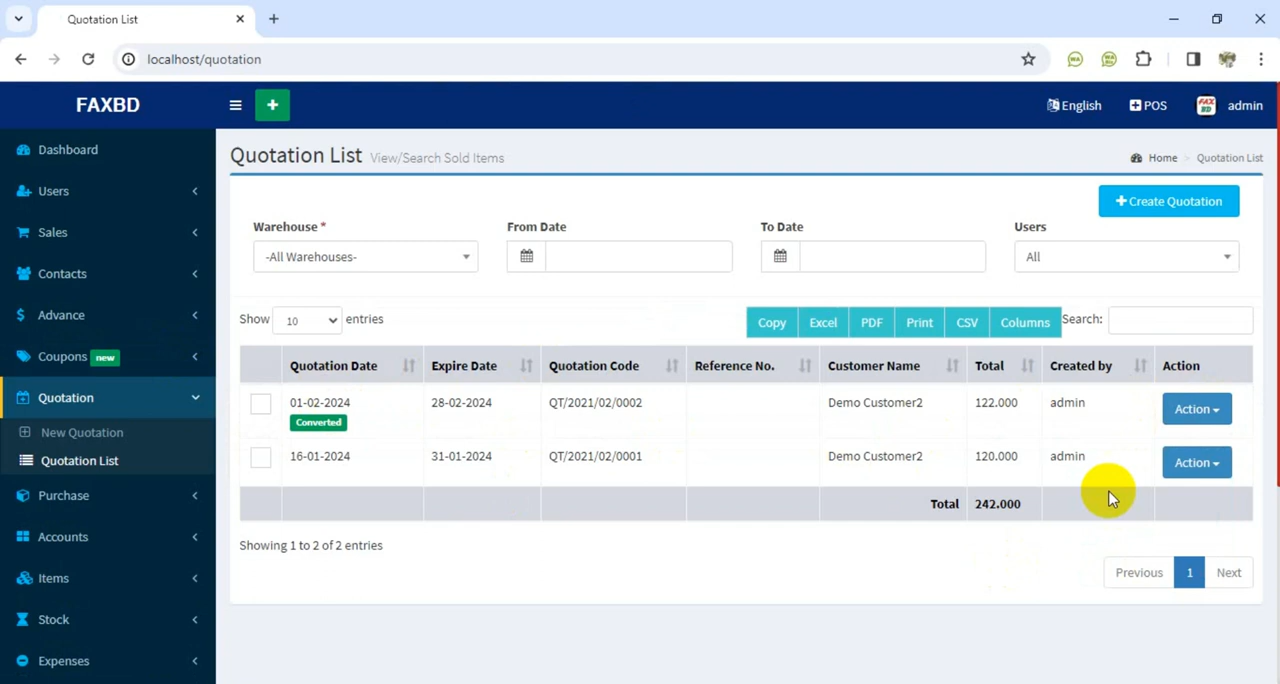 Quotation List
localhost/quotation
FAXBD
English
POS
FAX
BD
admin
Dashboard
Users
Sales
Contacts
Advance
Coupons new
Quotation
New Quotation
Quotation List
Purchase
Accounts
Items
Stock
Expenses
Quotation List View/Search Sold Items
Home > Quotation List
Create Quotation
Warehouse * From Date To Date Users
-All Warehouses- All
Show 10 entries
Copy Excel PDF Print CSV Columns Search:
Quotation Date Expire Date Quotation Code Reference No. Customer Name Total Created by Action
01-02-2024 28-02-2024 QT/2021/02/0002 Demo Customer2 122.000 admin Action
Converted
16-01-2024 31-01-2024 QT/2021/02/0001 Demo Customer2 120.000 admin Action
Total 242.000
Showing 1 to 2 of 2 entries
Previous 1 Next